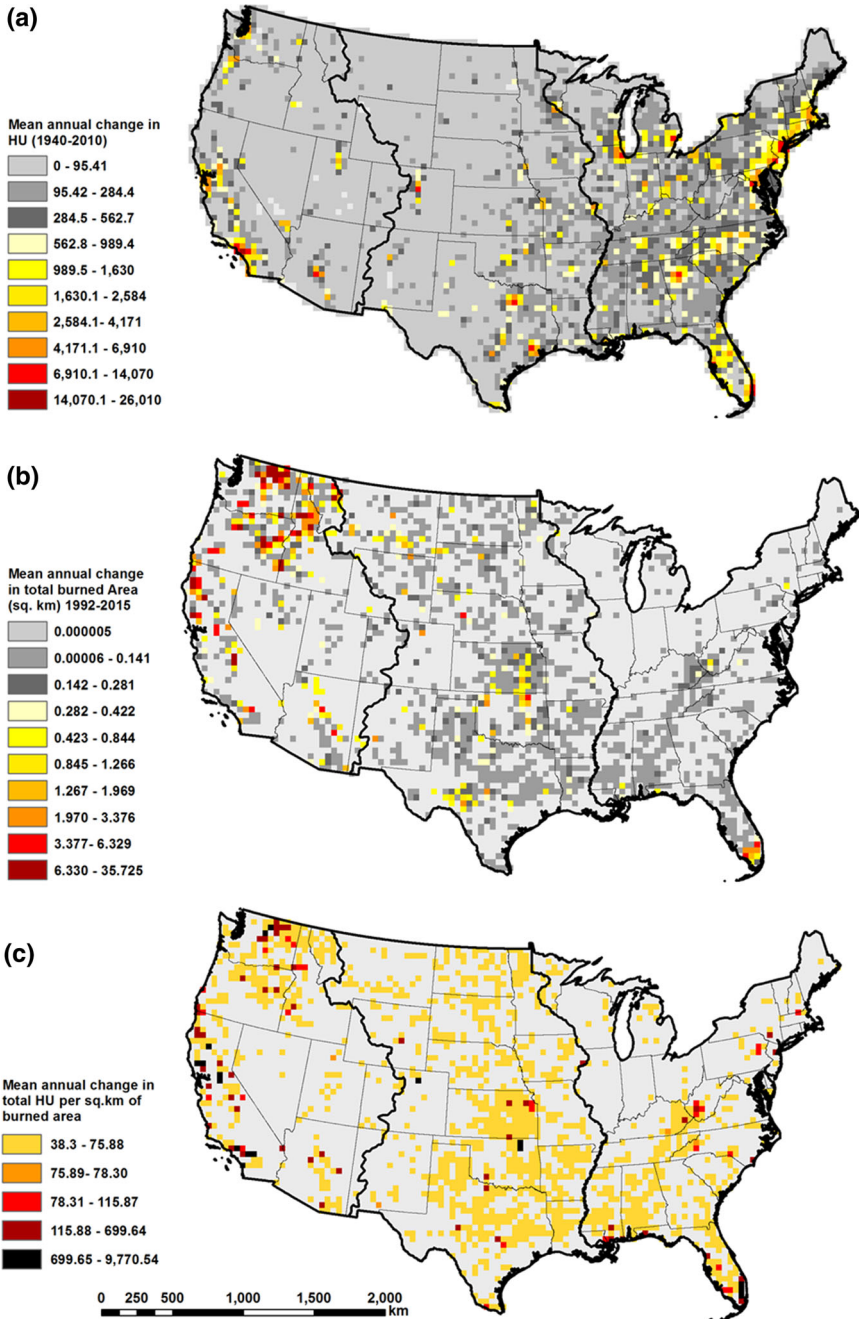 (a)
Mean annual change in
HU (1940-2010)
0 - 95.41
95.42 - 284.4
284.5 - 562.7
562.8 - 989.4
989.5 - 1,630
1,630.1 - 2,584
2,584.1 - 4,171
4,171.1 - 6,910
6,910.1 - 14,070
14,070.1 - 26,010
(b)
Mean annual change
in total burned Area
(sq. km) 1992-2015
0.000005
0.00006 - 0.141
0.142 - 0.281
0.282 - 0.422
0.423 - 0.844
0.845 - 1.266
1.267 - 1.969
1.970 - 3.376
3.377- 6.329
6.330 - 35.725
(c)
Mean annual change in
total HU per sq.km of
burned area
38.3 - 75.88
75.89- 78.30
78.31 - 115.87
115.88 - 699.64
699.65 - 9,770.54
0 250 500 1,000 1,500 2,000
km